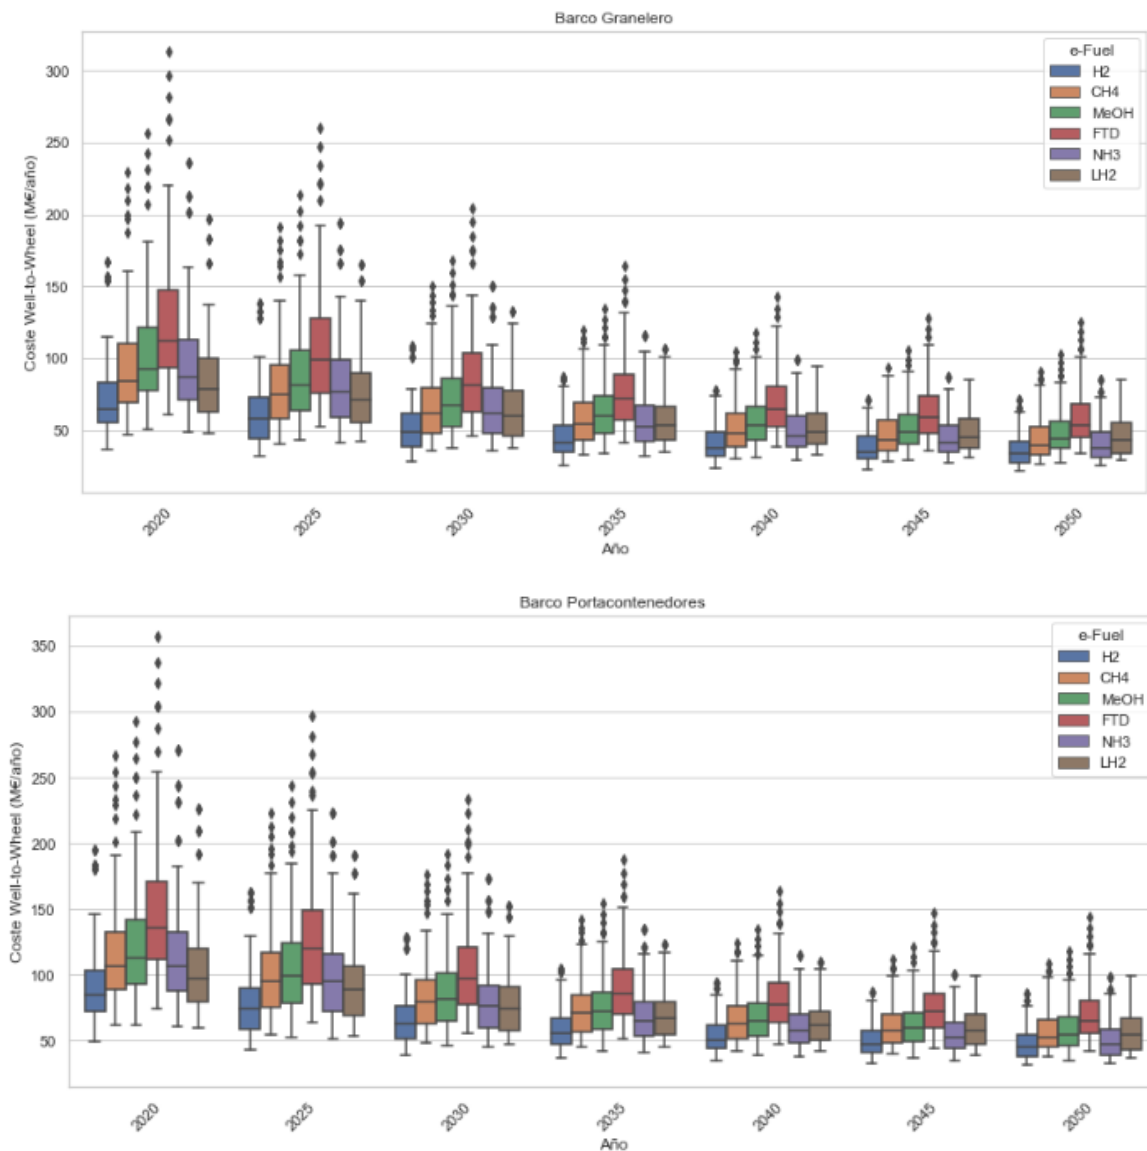 Barco Granelero
e-Fuel
H2
CH4
MeOH
FTD
NH3
LH2
300
250
200
150
100
50
Coste Well-to-Wheel (M€/año)
2020
2025
2030
2035
2040
2045
2050
Año
Barco Portacontenedores
e-Fuel
H2
CH4
MeOH
FTD
NH3
LH2
350
300
250
200
150
100
50
Coste Well-to-Wheel (M€/año)
2020
2025
2030
2035
2040
2045
2050
Año